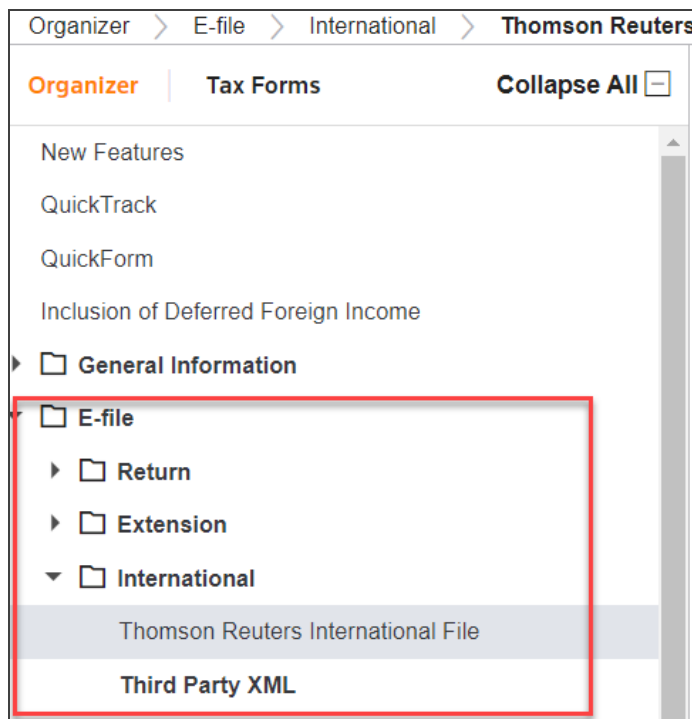 Organizer E-file International Thomson Reuters
Organizer Tax Forms Collapse All
New Features
QuickTrack
QuickForm
Inclusion of Deferred Foreign Income
General Information
E-file
Return
Extension
International
Thomson Reuters International File
Third Party XML